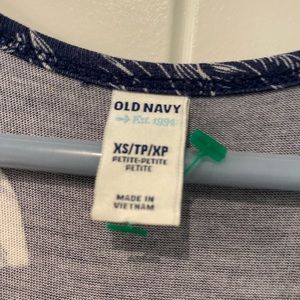 OLD NAVY
Est. 1994
XS/TP/XP
PETITE-PETITE
PETITE
MADE IN
VIETNAM